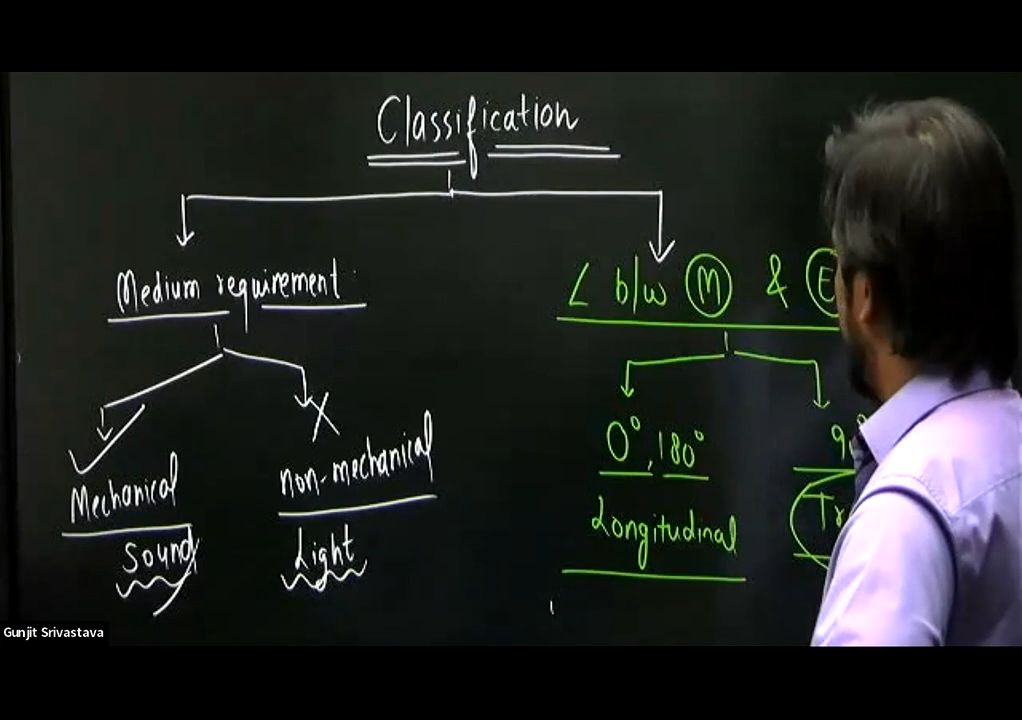 Classification
Medium requirement
∠ b/w M & E
Mechanical
Sound
non-mechanical
Light
0°, 180°
Longitudinal
Gunjit Srivastava